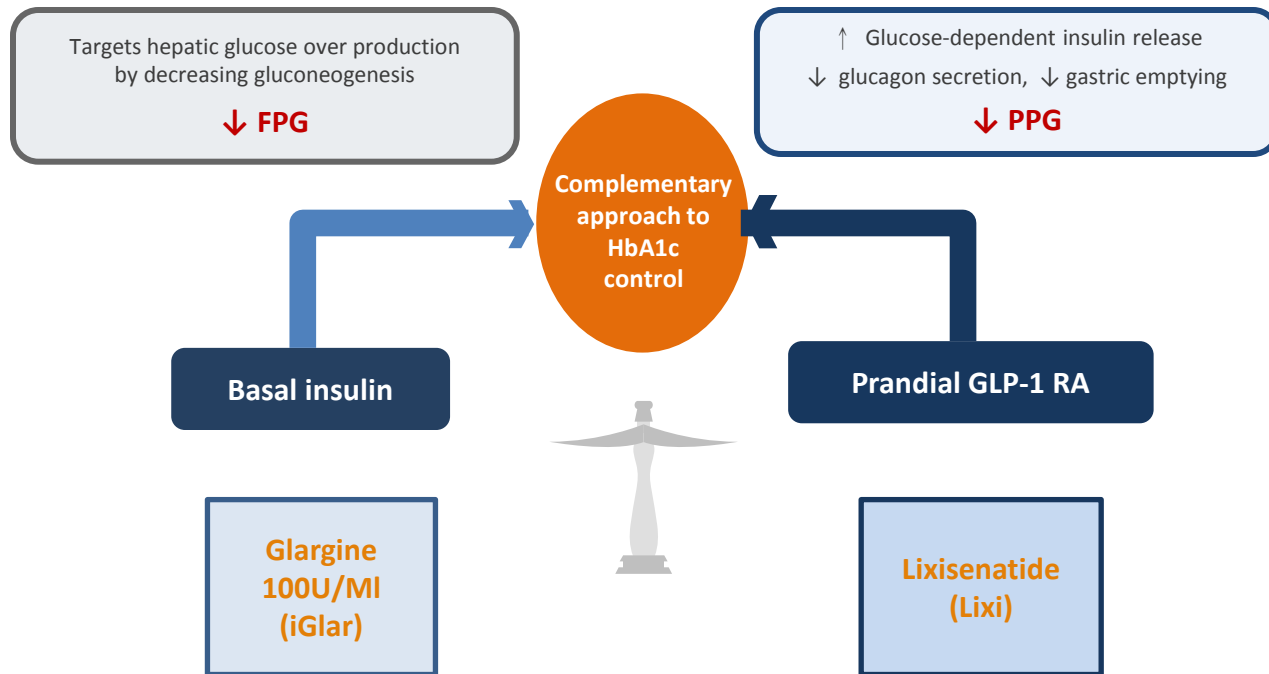 Targets hepatic glucose over production
by decreasing gluconeogenesis
↓ FPG
↑ Glucose-dependent insulin release
↓ glucagon secretion, ↓ gastric emptying
↓ PPG
Complementary
approach to
HbA1c
control
Basal insulin
Prandial GLP-1 RA
Glargine
100U/Ml
(iGlar)
Lixisenatide
(Lixi)